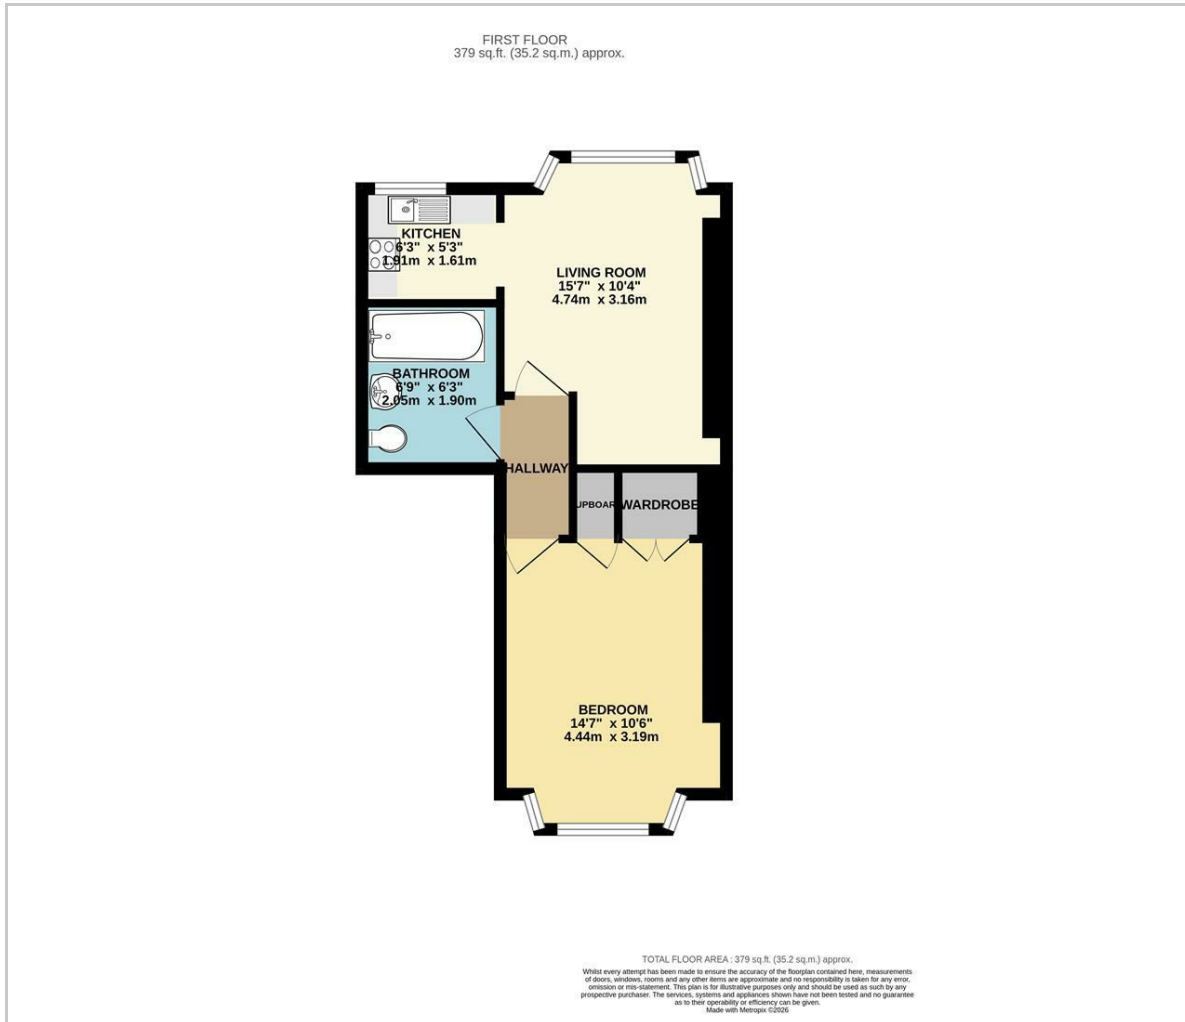 FIRST FLOOR
379 sq.ft. (35.2 sq.m.) approx.
KITCHEN
6'3" x 5'3"
1.91m x 1.61m
LIVING ROOM
15'7" x 10'4"
4.74m x 3.16m
BATHROOM
6'9" x 6'3"
2.05m x 1.90m
HALLWAY
UPBOAR
WARDROBE
BEDROOM
14'7" x 10'6"
4.44m x 3.19m
TOTAL FLOOR AREA : 379 sq.ft. (35.2 sq.m.) approx.
Whilst every attempt has been made to ensure the accuracy of the floorplan contained here, measurements
of doors, windows, rooms and any other items are approximate and no responsibility is taken for any error,
omission or mis-statement. This plan is for illustrative purposes only and should be used as such by any
prospective purchaser. The services, systems and appliances shown have not been tested and no guarantee
as to their operability or efficiency can be given.
Made with Metropix ©2026